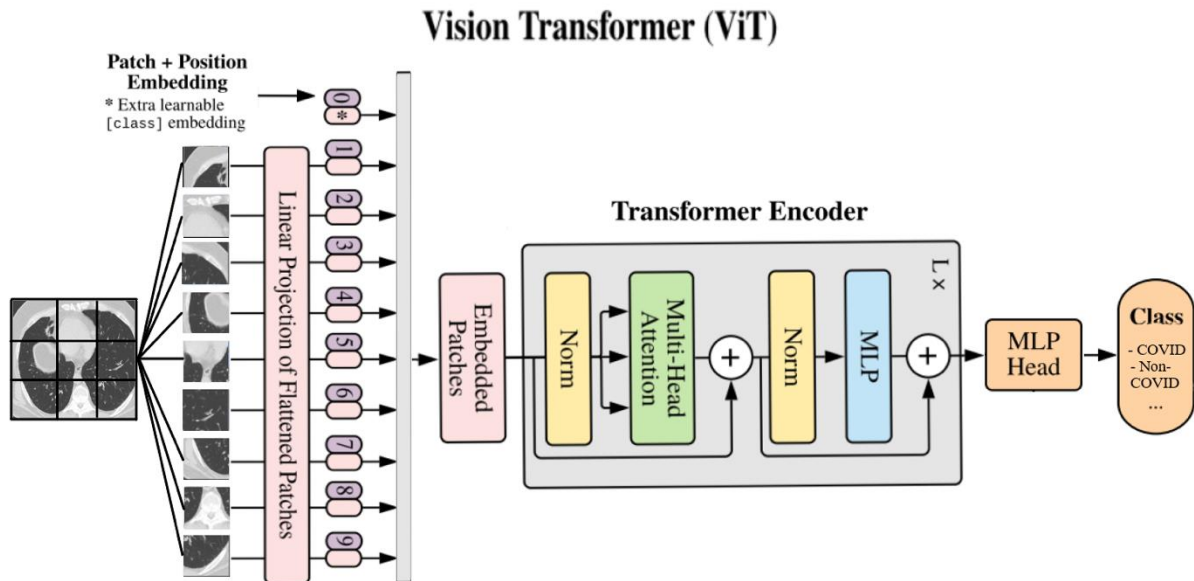 Vision Transformer (ViT)
Patch + Position
Embedding
* Extra learnable
[class] embedding
0
*
1
2
3
4
5
6
7
8
9
Linear Projection of Flattened Patches
Embedded
Patches
Transformer Encoder
L x
Norm
Multi-Head
Attention
+
Norm
MLP
+
MLP
Head
Class
- COVID
- Non-
COVID
...